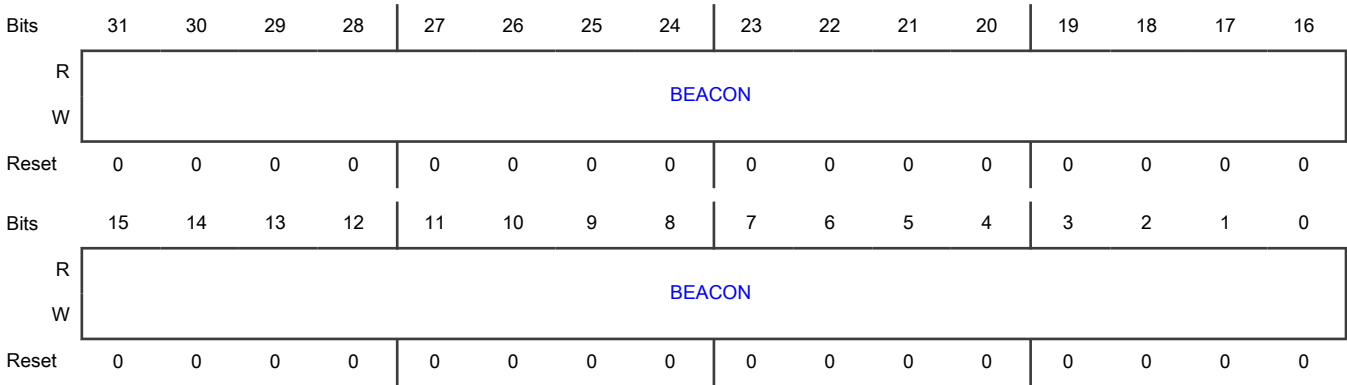 Bits 31 30 29 28 27 26 25 24 23 22 21 20 19 18 17 16
R
BEACON
W
Reset 0 0 0 0 0 0 0 0 0 0 0 0 0 0 0 0
Bits 15 14 13 12 11 10 9 8 7 6 5 4 3 2 1 0
R
BEACON
W
Reset 0 0 0 0 0 0 0 0 0 0 0 0 0 0 0 0